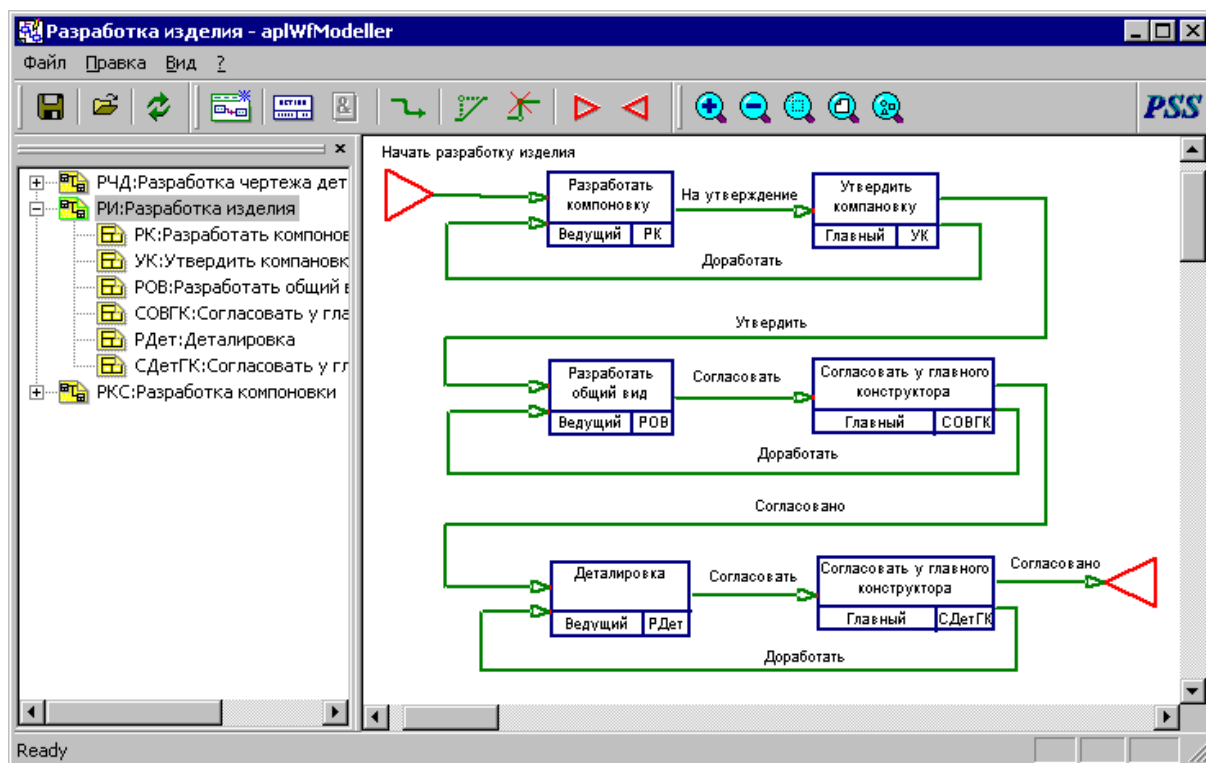 Разработка изделия - aplWfModeller
Файл Правка Вид ?
ACTION
&
PSS
РЧД:Разработка чертежа дет
РИ:Разработка изделия
РК:Разработать компонов
УК:Утвердить компановк
РОВ:Разработать общий в
СОВГК:Согласовать у гла
РДет:Деталировка
СДетГК:Согласовать у гл
РКС:Разработка компоновки
Начать разработку изделия
Разработать
компоновку
Ведущий РК
На утверждение
Утвердить
компановку
Главный УК
Доработать
Утвердить
Разработать
общий вид
Ведущий РОВ
Согласовать
Согласовать у главного
конструктора
Главный СОВГК
Доработать
Согласовано
Деталировка
Ведущий РДет
Согласовать
Согласовать у главного
конструктора
Главный СДетГК
Согласовано
Доработать
Ready